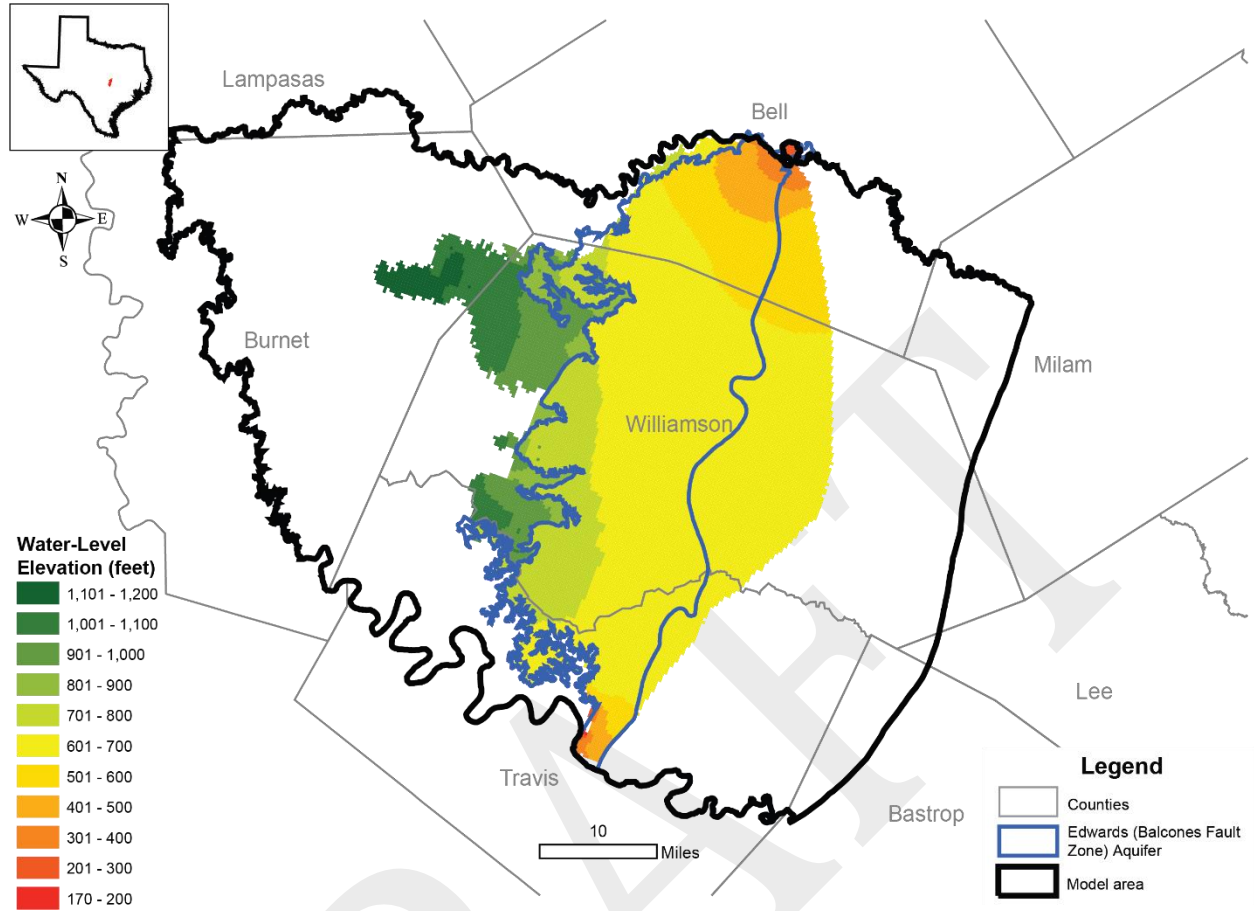 Lampasas
Bell
N
W
E
S
Burnet
Milam
Williamson
Water-Level
Elevation (feet)
1,101 - 1,200
1,001 - 1,100
901 - 1,000
801 - 900
701 - 800
601 - 700
501 - 600
401 - 500
301 - 400
201 - 300
170 - 200
Lee
Travis
Bastrop
10
Miles
Legend
Counties
Edwards (Balcones Fault
Zone) Aquifer
Model area
DRAFT